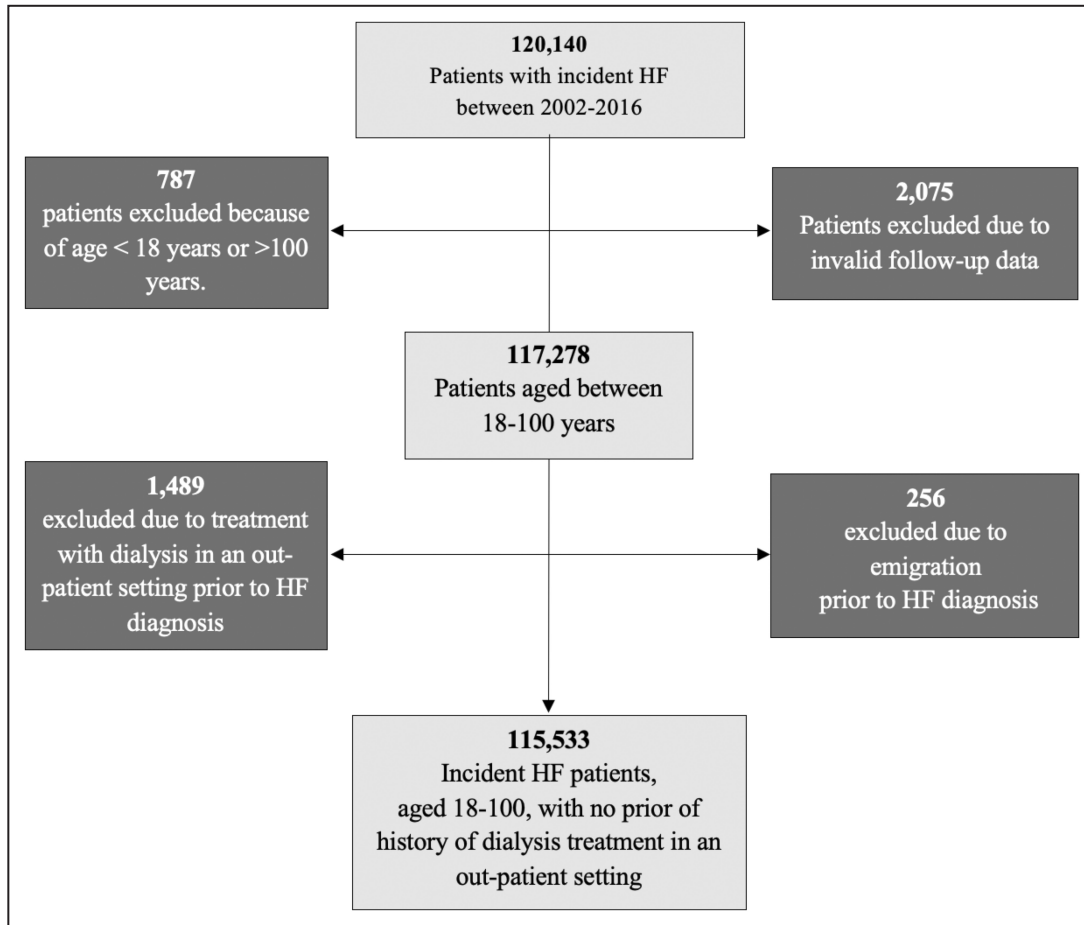 120,140
Patients with incident HF
between 2002-2016
787
patients excluded because
of age < 18 years or >100
years.
2,075
Patients excluded due to
invalid follow-up data
117,278
Patients aged between
18-100 years
1,489
excluded due to treatment
with dialysis in an out-
patient setting prior to HF
diagnosis
256
excluded due to
emigration
prior to HF diagnosis
115,533
Incident HF patients,
aged 18-100, with no prior of
history of dialysis treatment in an
out-patient setting